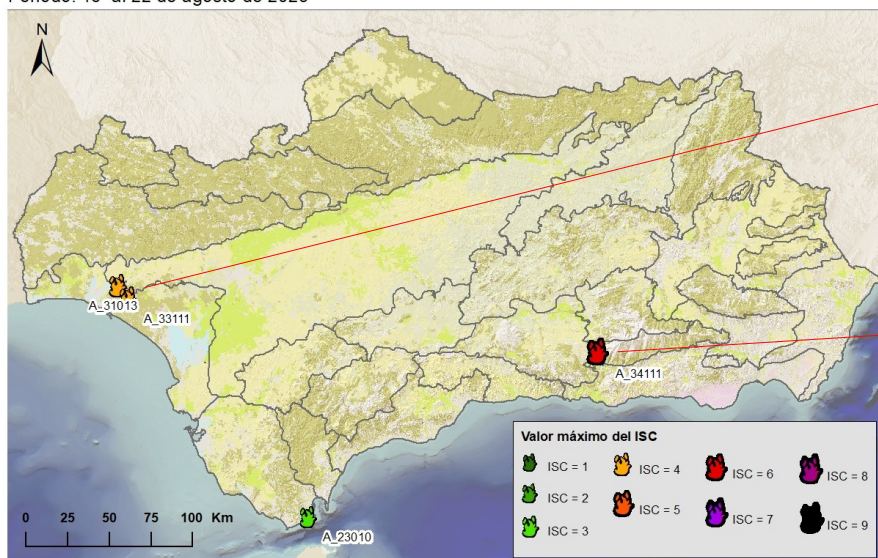 N
A_31013
A_33111
A_34111
A_23010
0 25 50 75 100 Km
Valor máximo del ISC
ISC = 1
ISC = 2
ISC = 3
ISC = 4
ISC = 5
ISC = 6
ISC = 7
ISC = 8
ISC = 9